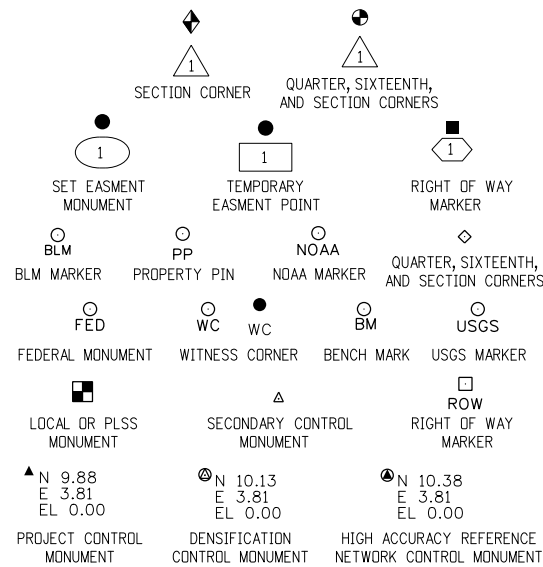 1
1
SECTION CORNER
QUARTER, SIXTEENTH,
AND SECTION CORNERS
1
1
1
SET EASMENT
MONUMENT
TEMPORARY
EASMENT POINT
RIGHT OF WAY
MARKER
BLM
PP
NOAA
BLM MARKER
PROPERTY PIN
NOAA MARKER
QUARTER, SIXTEENTH,
AND SECTION CORNERS
FED
WC
WC
BM
USGS
FEDERAL MONUMENT
WITNESS CORNER
BENCH MARK
USGS MARKER
ROW
LOCAL OR PLSS
MONUMENT
SECONDARY CONTROL
MONUMENT
RIGHT OF WAY
MARKER
N 9.88
E 3.81
EL 0.00
N 10.13
E 3.81
EL 0.00
N 10.38
E 3.81
EL 0.00
PROJECT CONTROL
MONUMENT
DENSIFICATION
CONTROL MONUMENT
HIGH ACCURACY REFERENCE
NETWORK CONTROL MONUMENT